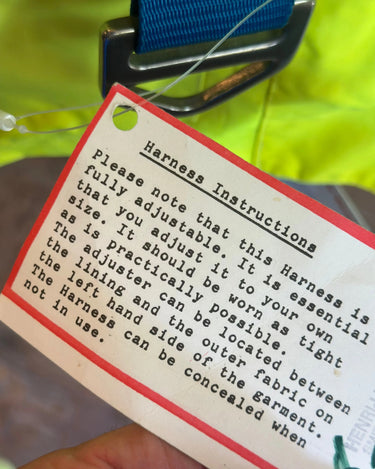 Harness Instructions
Please note that this Harness is
fully adjustable. It is essential
that you adjust it to your own
size. It should be worn as tight
as is practically possible.
The adjuster can be located between
the lining and the outer fabric on
the left hand side of the garment.
The Harness can be concealed when
not in use.